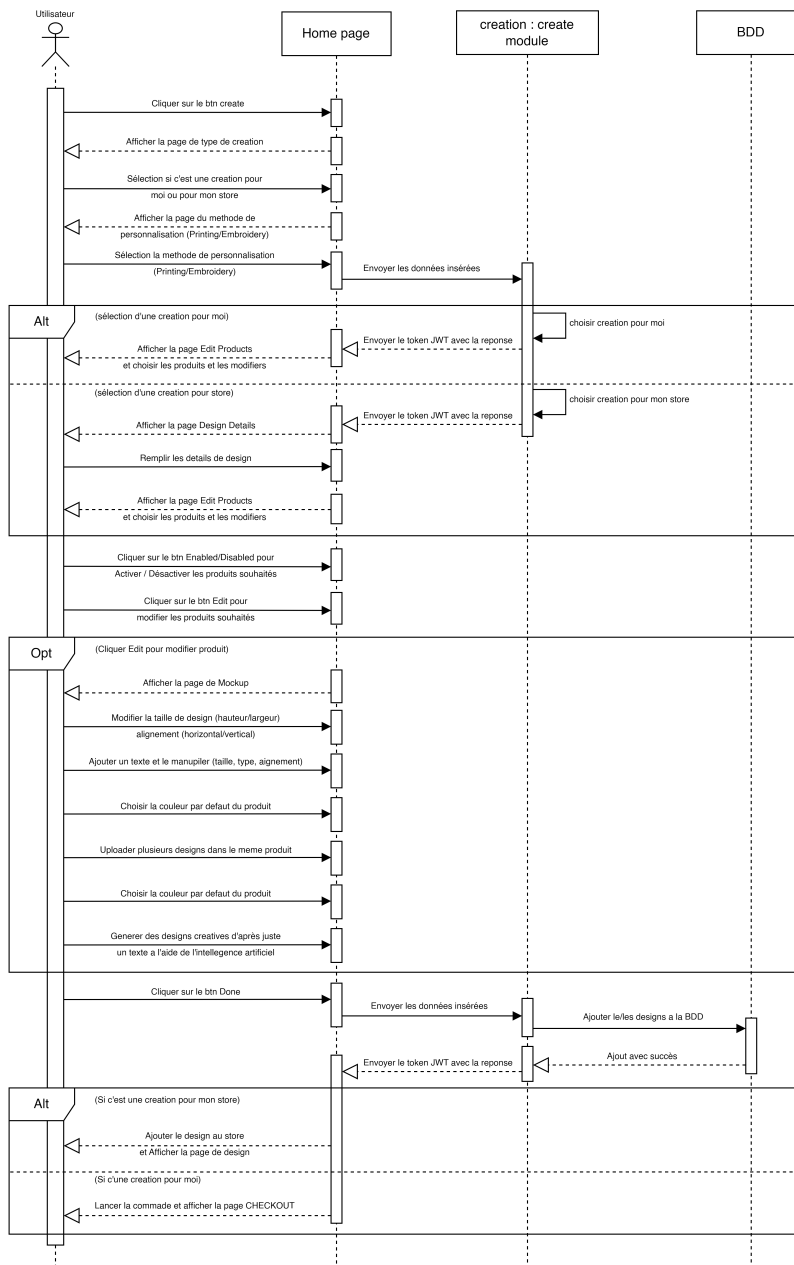 Utilisateur
Home page
creation : create
module
BDD
Cliquer sur le btn create
Afficher la page de type de creation
Sélection si c'est une creation pour
moi ou pour mon store
Afficher la page du methode de
personnalisation (Printing/Embroidery)
Sélection la methode de personnalisation
(Printing/Embroidery)
Envoyer les données insérées
Alt
(sélection d'une creation pour moi)
choisir creation pour moi
Envoyer le token JWT avec la reponse
Afficher la page Edit Products
et choisir les produits et les modifiers
(sélection d'une creation pour store)
choisir creation pour mon store
Envoyer le token JWT avec la reponse
Afficher la page Design Details
Remplir les details de design
Afficher la page Edit Products
et choisir les produits et les modifiers
Cliquer sur le btn Enabled/Disabled pour
Activer / Désactiver les produits souhaités
Cliquer sur le btn Edit pour
modifier les produits souhaités
Opt
(Cliquer Edit pour modifier produit)
Afficher la page de Mockup
Modifier la taille de design (hauteur/largeur)
alignement (horizontal/vertical)
Ajouter un texte et le manupiler (taille, type, aignement)
Choisir la couleur par defaut du produit
Uploader plusieurs designs dans le meme produit
Choisir la couleur par defaut du produit
Generer des designs creatives d'après juste
un texte a l'aide de l'intellegence artificiel
Cliquer sur le btn Done
Envoyer les données insérées
Ajouter le/les designs a la BDD
Ajout avec succès
Envoyer le token JWT avec la reponse
Alt
(Si c'est une creation pour mon store)
Ajouter le design au store
et Afficher la page de design
(Si c'une creation pour moi)
Lancer la commade et afficher la page CHECKOUT